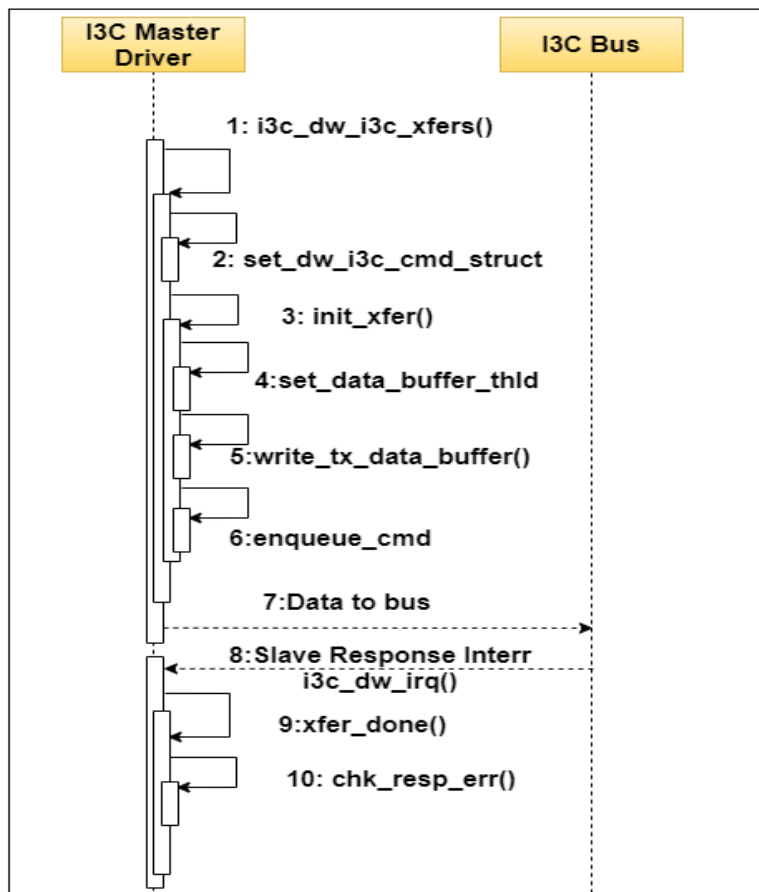 I3C Master
Driver
I3C Bus
1: i3c_dw_i3c_xfers()
2: set_dw_i3c_cmd_struct
3: init_xfer()
4:set_data_buffer_thld
5:write_tx_data_buffer()
6:enqueue_cmd
7:Data to bus
8:Slave Response Interr
i3c_dw_irq()
9:xfer_done()
10: chk_resp_err()